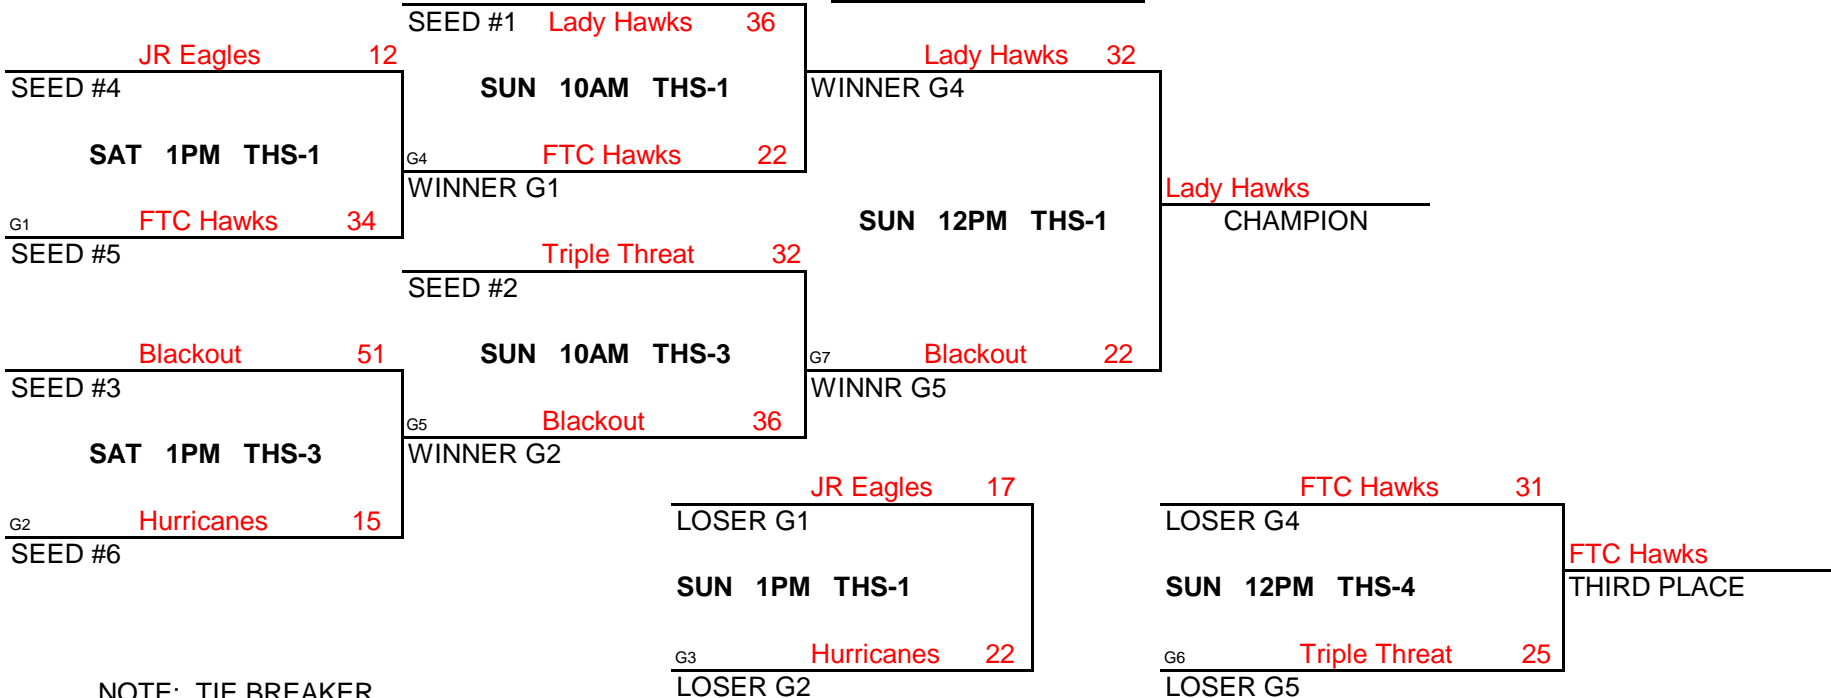 SEED #1 Lady Hawks 36
JR Eagles 12
Lady Hawks 32
SEED #4
SUN 10AM THS-1
WINNER G4
SAT 1PM THS-1
G4 FTC Hawks 22
WINNER G1
Lady Hawks
G1 FTC Hawks 34
SUN 12PM THS-1
CHAMPION
SEED #5
Triple Threat 32
SEED #2
Blackout 51
SUN 10AM THS-3
G7 Blackout 22
SEED #3
WINNR G5
G5 Blackout 36
SAT 1PM THS-3
WINNER G2
JR Eagles 17
FTC Hawks 31
G2 Hurricanes 15
LOSER G1
LOSER G4
SEED #6
FTC Hawks
SUN 1PM THS-1
SUN 12PM THS-4
THIRD PLACE
G3 Hurricanes 22
G6 Triple Threat 25
NOTE: TIE BREAKER
LOSER G2
LOSER G5